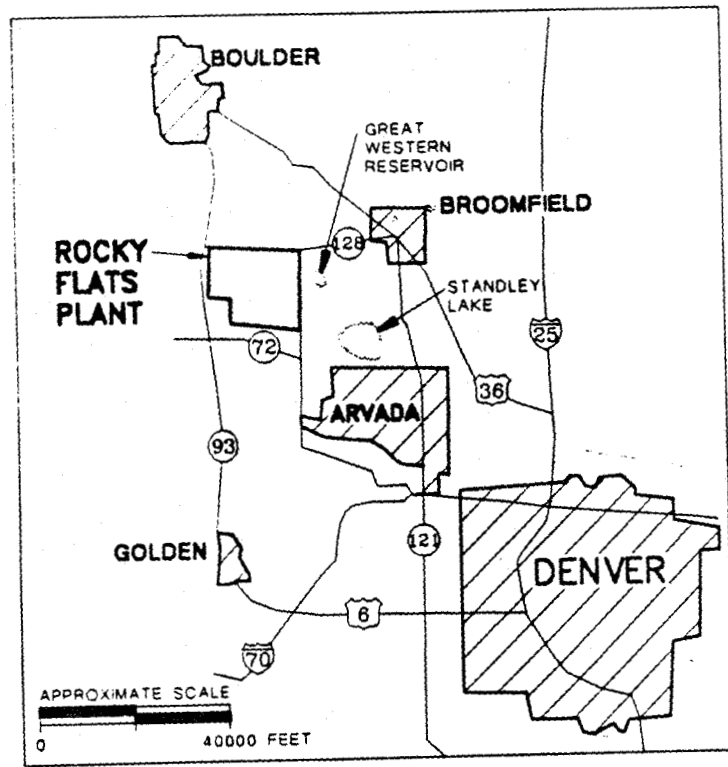 BOULDER
GREAT
WESTERN
RESERVOIR
BROOMFIELD
128
ROCKY
FLATS
PLANT
STANDLEY
LAKE
72
25
36
ARVADA
93
GOLDEN
121
DENVER
6
70
APPROXIMATE SCALE
0 40000 FEET